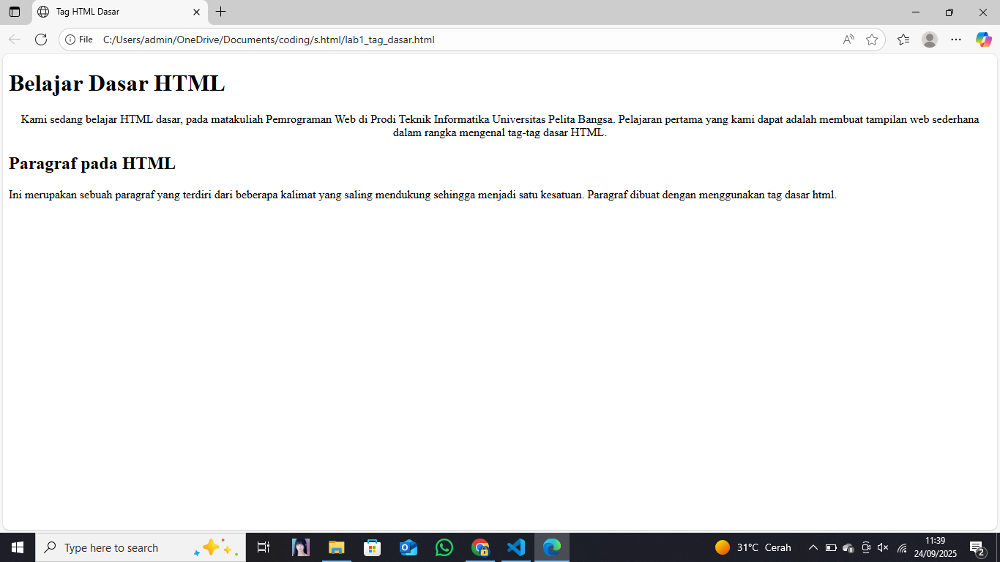 Tag HTML Dasar
File C:/Users/admin/OneDrive/Documents/coding/s.html/lab1_tag_dasar.html
Belajar Dasar HTML
Kami sedang belajar HTML dasar, pada matakuliah Pemrograman Web di Prodi Teknik Informatika Universitas Pelita Bangsa. Pelajaran pertama yang kami dapat adalah membuat tampilan web sederhana
dalam rangka mengenal tag-tag dasar HTML.
Paragraf pada HTML
Ini merupakan sebuah paragraf yang terdiri dari beberapa kalimat yang saling mendukung sehingga menjadi satu kesatuan. Paragraf dibuat dengan menggunakan tag dasar html.
Type here to search
31°C Cerah
11:39
24/09/2025
2